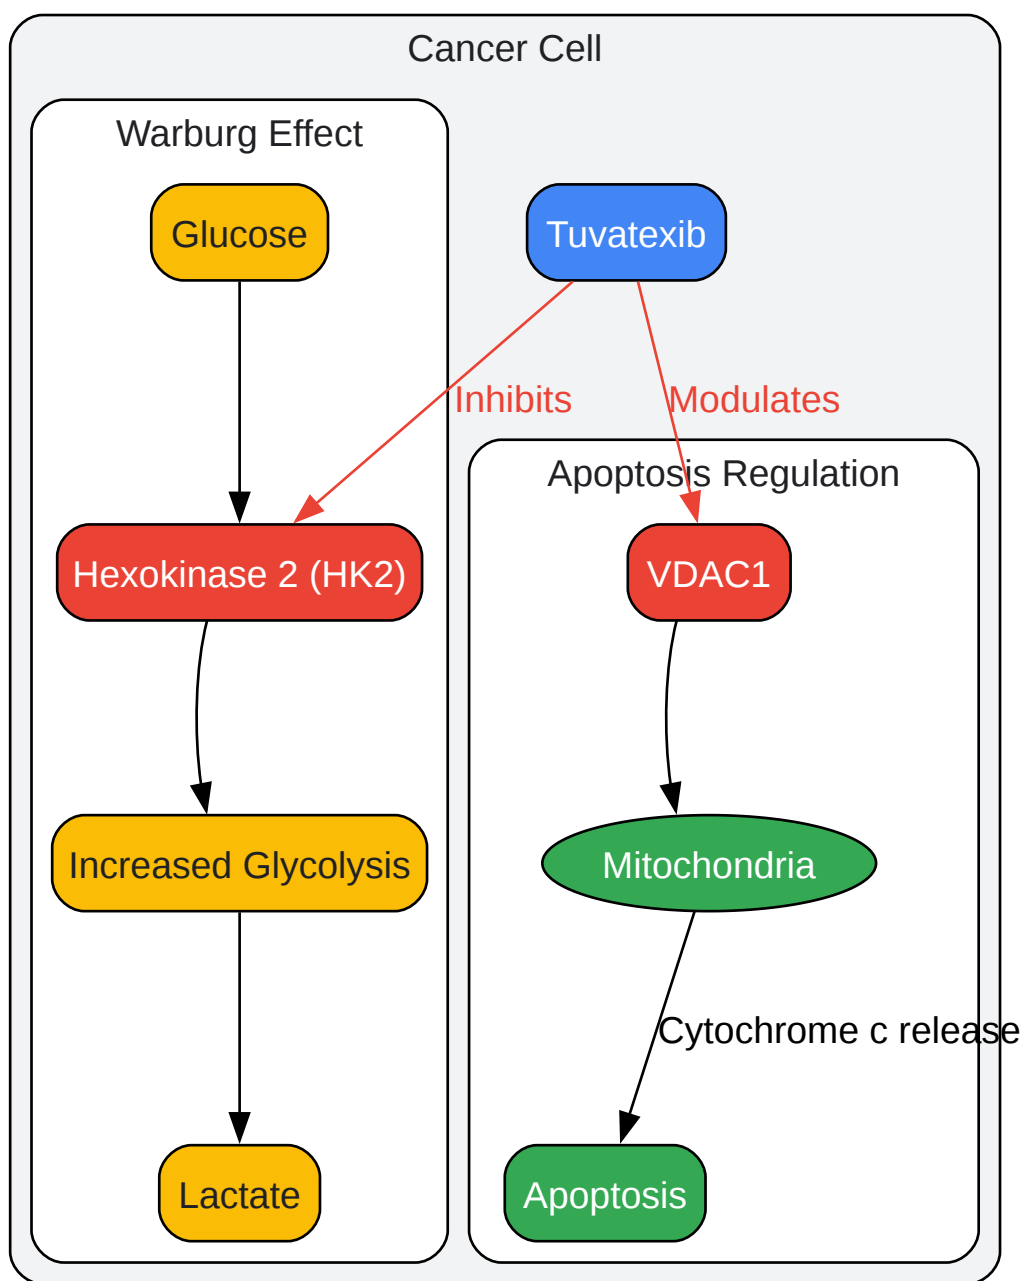 Cancer Cell
Warburg Effect
Glucose
Tuvatexib
Inhibits
Modulates
Apoptosis Regulation
Hexokinase 2 (HK2)
VDAC1
Increased Glycolysis
Mitochondria
Cytochrome c release
Lactate
Apoptosis